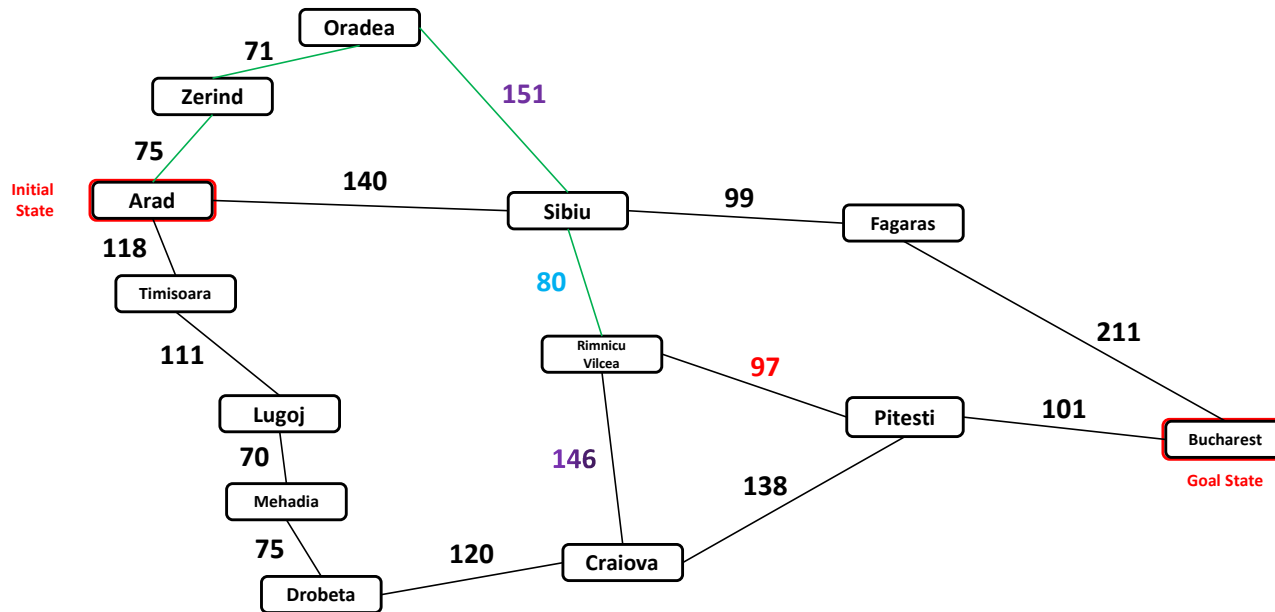 Oradea
71
Zerind
151
75
Initial
State
Arad
140
Sibiu
99
Fagaras
118
Timisoara
80
111
Rimnicu
Vilcea
97
211
Lugoj
Pitesti
101
Bucharest
70
146
Goal State
Mehadia
138
75
120
Craiova
Drobeta